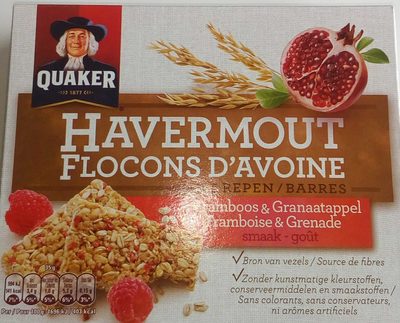 QUAKER
HAVERMOUT
FLOCONS D'AVOINE
REPEN / BARRES
Framboos & Granaatappel
Framboise & Grenade
smaak - goût
✓ Bron van vezels / Source de fibres
✓ Zonder kunstmatige kleurstoffen,
conserveermiddelen en smaakstoffen /
Sans colorants, sans conservateurs,
ni arômes artificiels
35 g